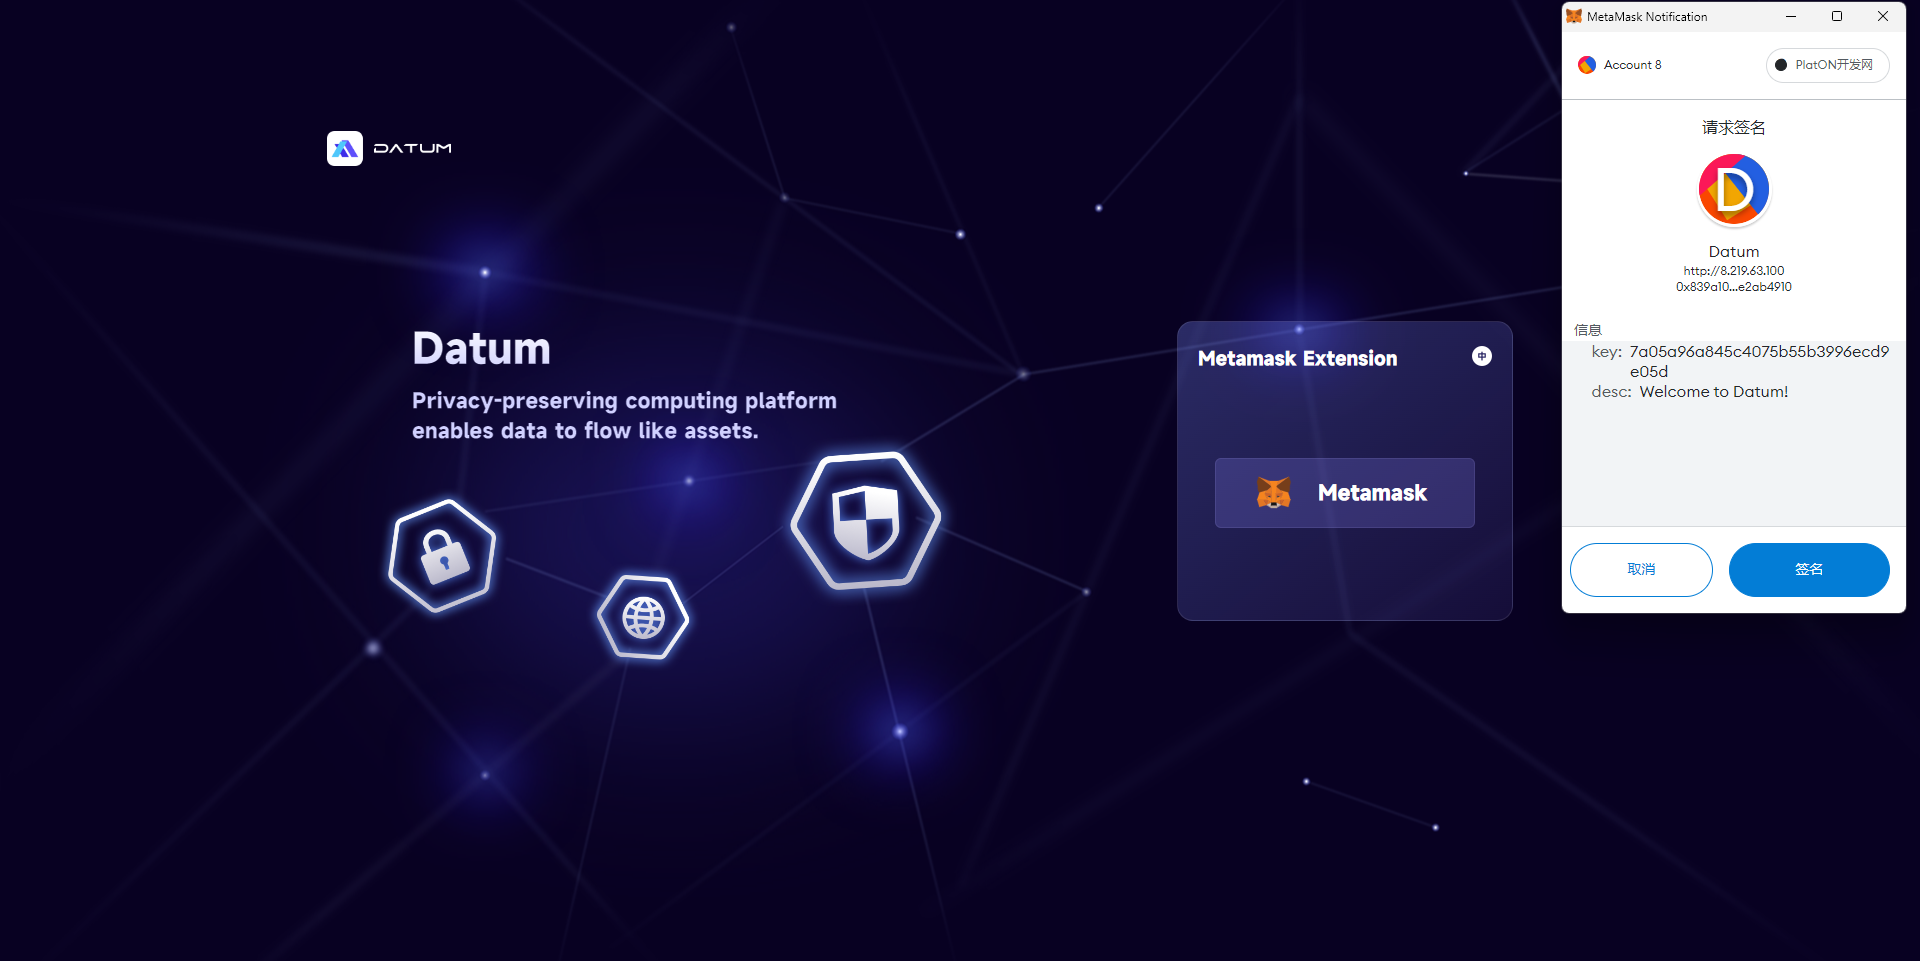 DATUM
Datum
Privacy-preserving computing platform
enables data to flow like assets.
Metamask Extension
中
Metamask
MetaMask Notification
Account 8
PlatON开发网
请求签名
D
Datum
http://8.219.63.100
0x839a10...e2ab4910
信息
key: 7a05a96a845c4075b55b3996ecd9
e05d
desc: Welcome to Datum!
取消
签名